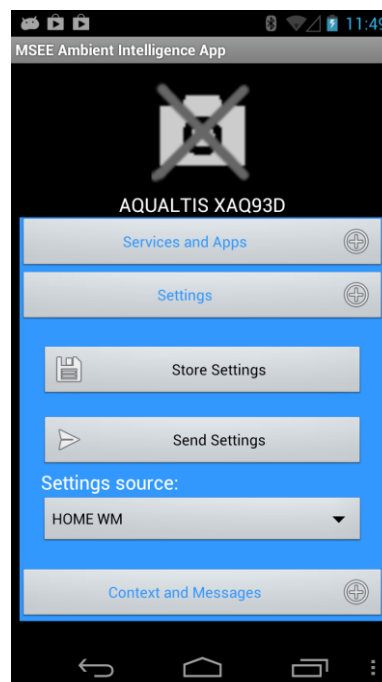 11:49
MSEE Ambient Intelligence App
AQUALTIS XAQ93D
Services and Apps
Settings
Store Settings
Send Settings
Settings source:
HOME WM
Context and Messages